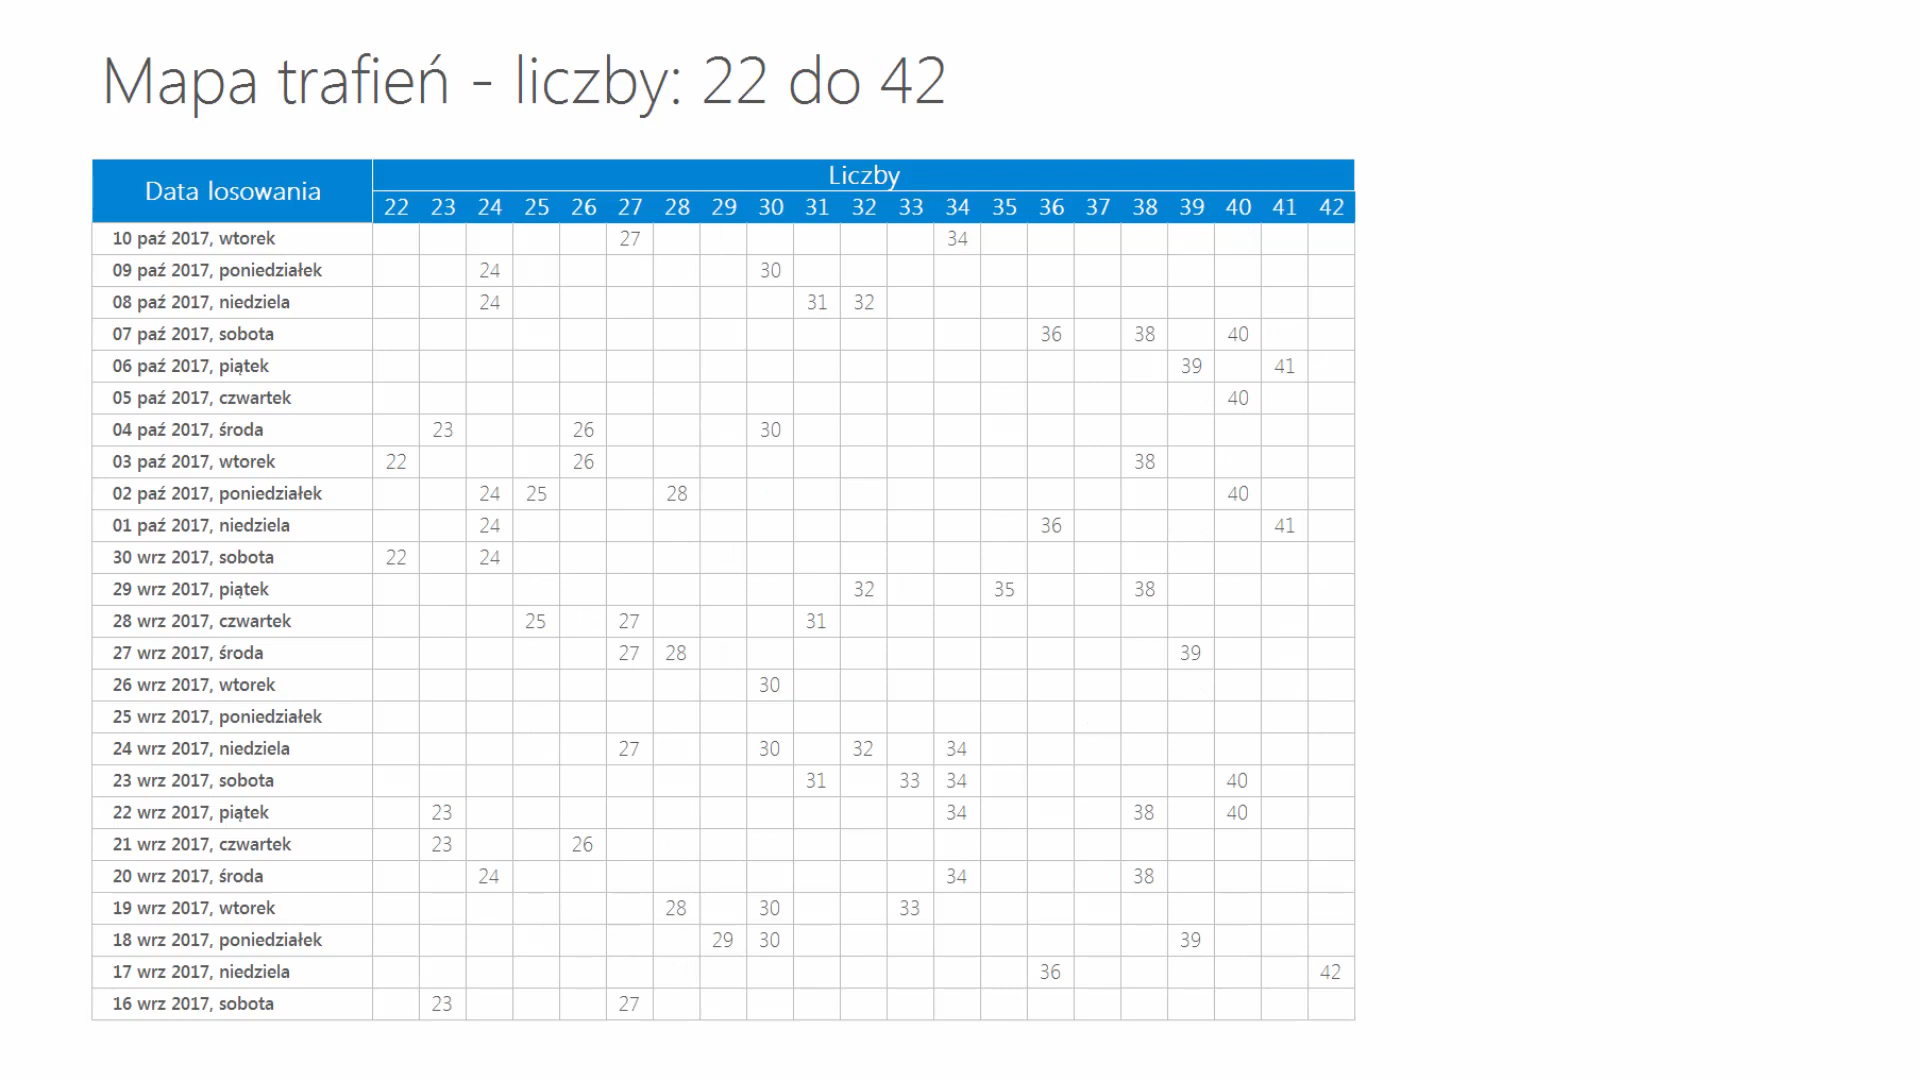 Mapa trafień - liczby: 22 do 42
Data losowania
Liczby
22 23 24 25 26 27 28 29 30 31 32 33 34 35 36 37 38 39 40 41 42
10 paź 2017, wtorek 27 34
09 paź 2017, poniedziałek 24 30
08 paź 2017, niedziela 24 31 32
07 paź 2017, sobota 36 38 40
06 paź 2017, piątek 39 41
05 paź 2017, czwartek 40
04 paź 2017, środa 23 26 30
03 paź 2017, wtorek 22 26 38
02 paź 2017, poniedziałek 24 25 28 40
01 paź 2017, niedziela 24 36 41
30 wrz 2017, sobota 22 24
29 wrz 2017, piątek 32 35 38
28 wrz 2017, czwartek 25 27 31
27 wrz 2017, środa 27 28 39
26 wrz 2017, wtorek 30
25 wrz 2017, poniedziałek
24 wrz 2017, niedziela 27 30 32 34
23 wrz 2017, sobota 31 33 34 40
22 wrz 2017, piątek 23 34 38 40
21 wrz 2017, czwartek 23 26
20 wrz 2017, środa 24 34 38
19 wrz 2017, wtorek 28 30 33
18 wrz 2017, poniedziałek 29 30 39
17 wrz 2017, niedziela 36 42
16 wrz 2017, sobota 23 27